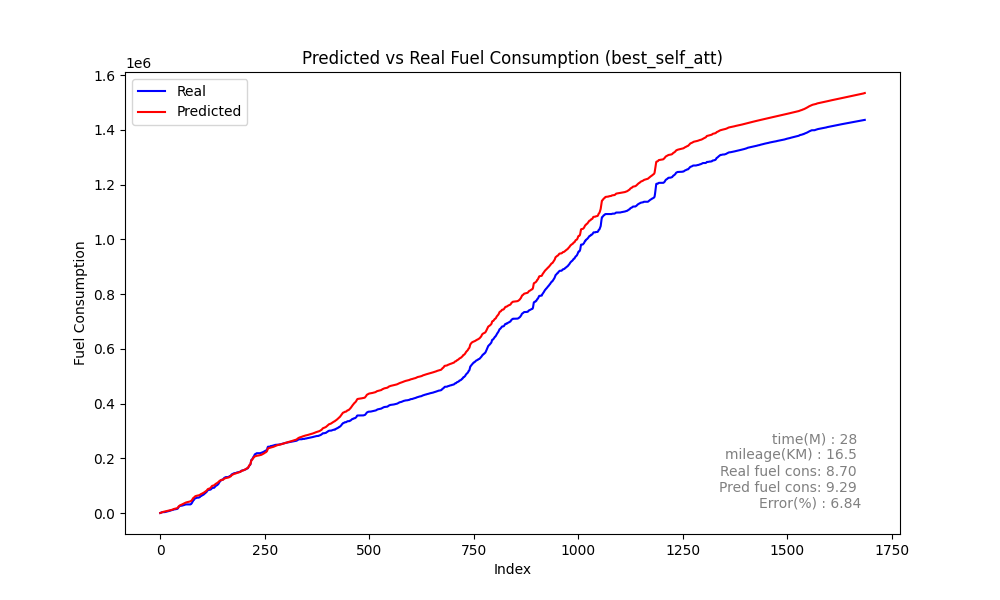 Predicted vs Real Fuel Consumption (best_self_att)
1e6
Real
Predicted
1.6
1.4
1.2
1.0
0.8
0.6
0.4
0.2
0.0
Fuel Consumption
time(M) : 28
mileage(KM) : 16.5
Real fuel cons: 8.70
Pred fuel cons: 9.29
Error(%) : 6.84
0 250 500 750 1000 1250 1500 1750
Index